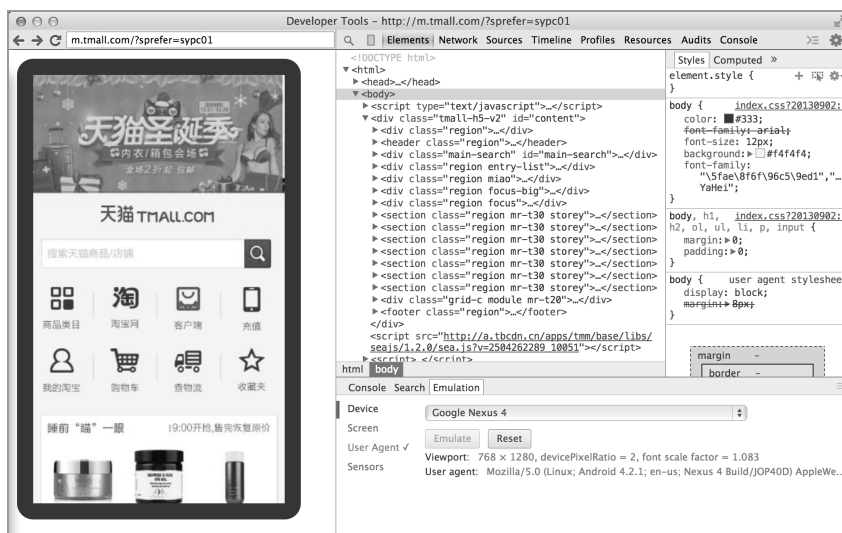 Developer Tools – http://m.tmall.com/?sprefer=sypc01
m.tmall.com/?sprefer=sypc01
天猫圣诞季
内衣/箱包会场
全场2折起 包邮
天猫 TMALL.COM
搜索天猫商品/店铺
商品类目 淘宝网 客户端 充值
淘
我的淘宝 购物车 查物流 收藏夹
睡前“瞄”一眼 19:00开抢,售完恢复原价
Elements Network Sources Timeline Profiles Resources Audits Console
<!DOCTYPE html>
▼<html>
▶<head>…</head>
▼<body>
▶<script type="text/javascript">…</script>
▼<div class="tmall-h5-v2" id="content">
▶<div class="region">…</div>
▶<header class="region">…</header>
▶<div class="main-search" id="main-search">…</div>
▶<div class="region entry-list">…</div>
▶<div class="region miao">…</div>
▶<div class="region focus-big">…</div>
▶<div class="region focus">…</div>
▶<section class="region mr-t30 storey">…</section>
▶<section class="region mr-t30 storey">…</section>
▶<section class="region mr-t30 storey">…</section>
▶<section class="region mr-t30 storey">…</section>
▶<section class="region mr-t30 storey">…</section>
▶<section class="region mr-t30 storey">…</section>
▶<div class="grid-c module mr-t20">…</div>
▶<footer class="region">…</footer>
</div>
<script src="http://a.tbcdn.cn/apps/tmm/base/libs/
seajs/1.2.0/sea.js?v=2504262289_10051"></script>
▶<script>…</script>
html body
Styles Computed »
element.style {
}
body { index.css?20130902:
color: #333;
font-family: arial;
font-size: 12px;
background:▶ #f4f4f4;
font-family:
"\5fae\8f6f\96c5\9ed1","…
YaHei";
}
body, h1, index.css?20130902:
h2, ol, ul, li, p, input {
margin:▶0;
padding:▶0;
}
body { user agent styleshee
display: block;
margin:▶8px;
}
margin –
border –
Console Search Emulation
Device Google Nexus 4
Screen
Emulate Reset
User Agent ✓
Viewport: 768 × 1280, devicePixelRatio = 2, font scale factor = 1.083
Sensors
User agent: Mozilla/5.0 (Linux; Android 4.2.1; en-us; Nexus 4 Build/JOP40D) AppleWe…